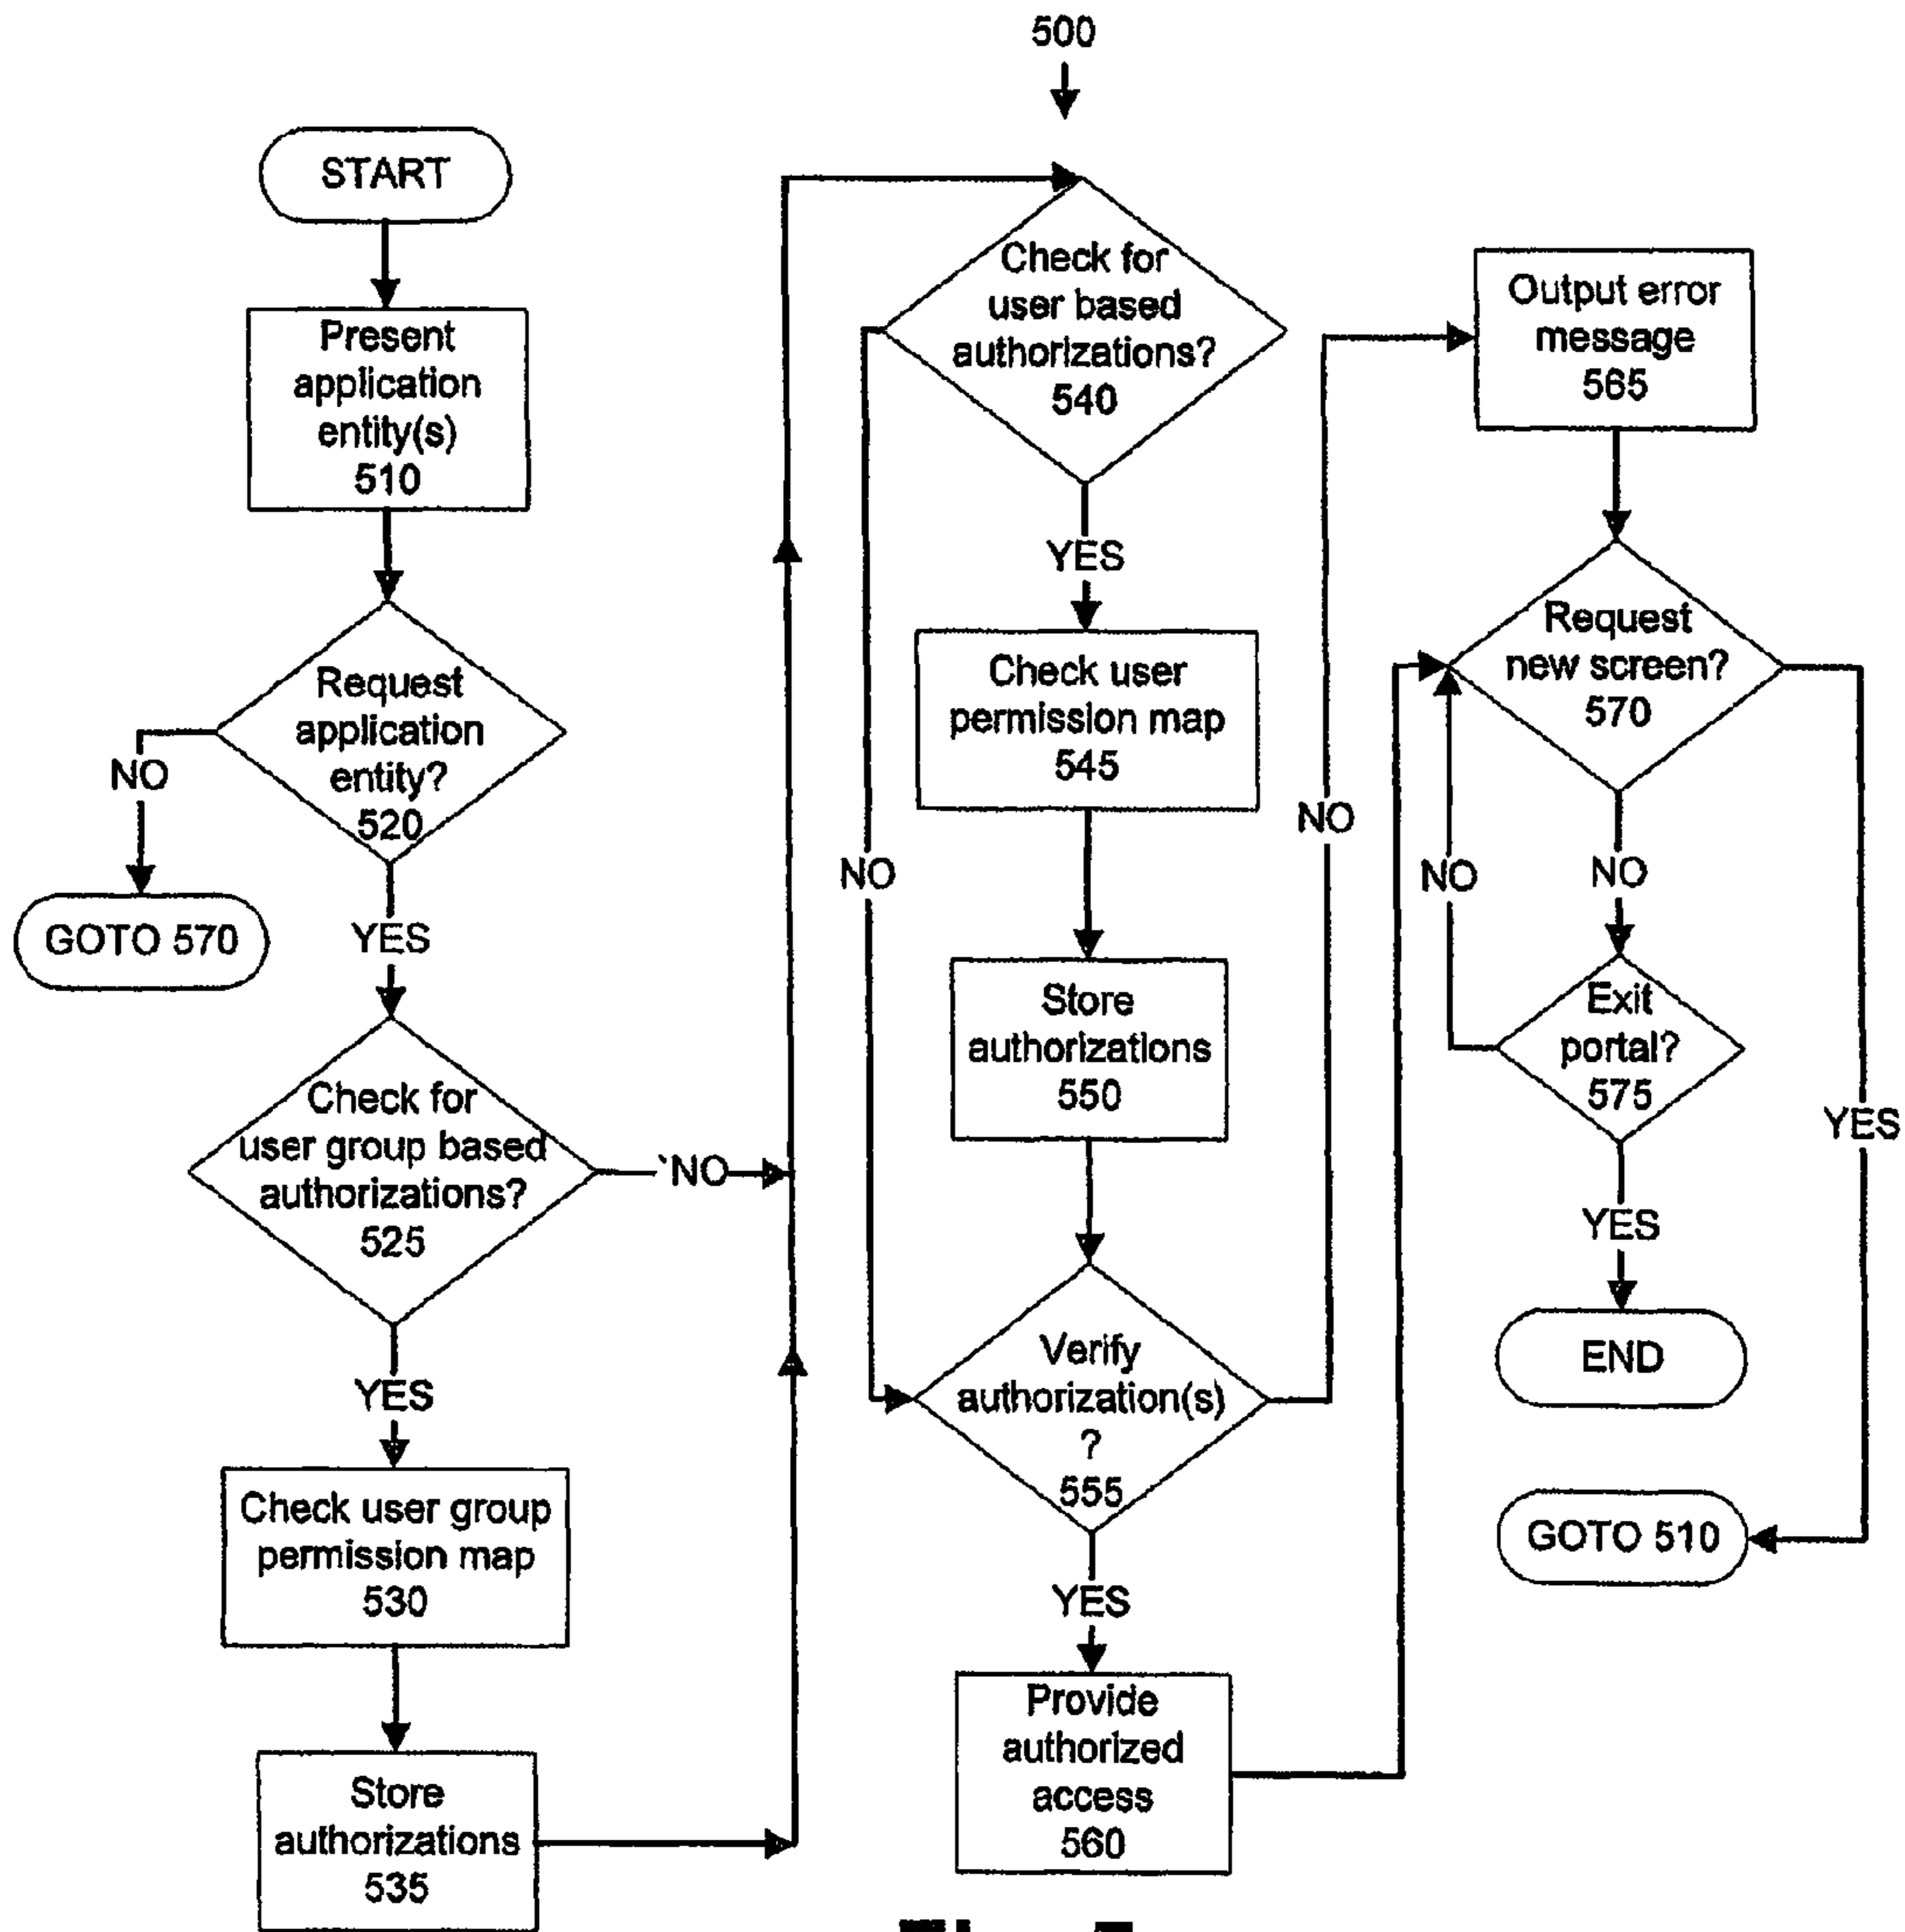 500
START
Present
application
entity(s)
510
Request
application
entity?
520
NO
GOTO 570
YES
Check for
user group based
authorizations?
525
`NO
YES
Check user group
permission map
530
Store
authorizations
535
Check for
user based
authorizations?
540
YES
NO
Check user
permission map
545
Store
authorizations
550
Verify
authorization(s)
?
555
NO
YES
Provide
authorized
access
560
Output error
message
565
Request
new screen?
570
NO
NO
YES
Exit
portal?
575
YES
END
GOTO 510